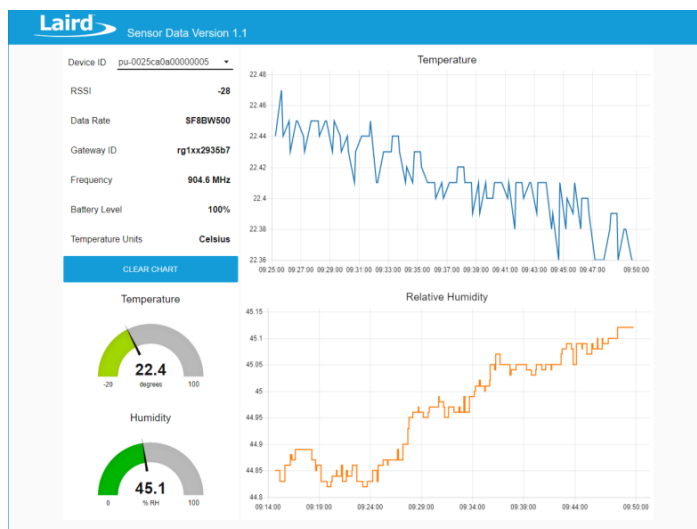 Laird
Sensor Data Version 1.1
Device ID pu-0025ca0a00000005
RSSI -28
Data Rate SF8BW500
Gateway ID rg1xx2935b7
Frequency 904.6 MHz
Battery Level 100%
Temperature Units Celsius
CLEAR CHART
Temperature
22.4
-20 degrees 100
Humidity
45.1
0 % RH 100
Temperature
22.48
22.46
22.44
22.42
22.4
22.38
22.36
09:25:00 09:27:00 09:29:00 09:31:00 09:33:00 09:35:00 09:37:00 09:39:00 09:41:00 09:43:00 09:45:00 09:47:00 09:50:00
Relative Humidity
45.15
45.1
45.05
45
44.95
44.9
44.85
44.8
09:14:00 09:19:00 09:24:00 09:29:00 09:34:00 09:39:00 09:44:00 09:50:00